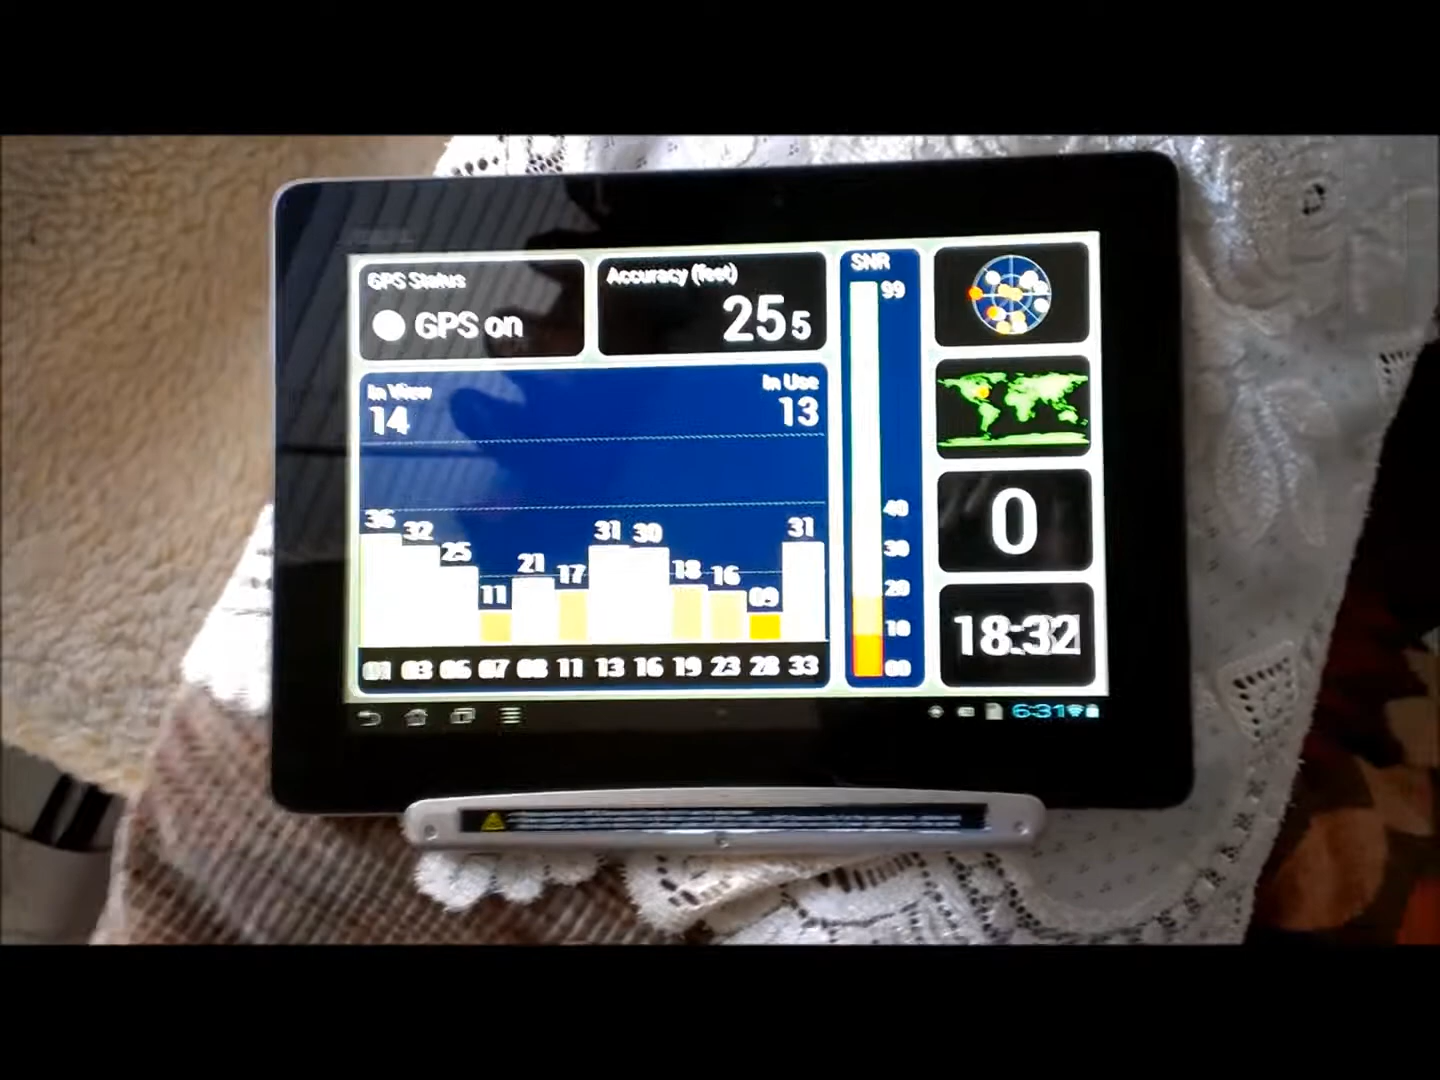 GPS Status
GPS on
Accuracy (feet)
25 5
In View
14
In Use
13
36 32 25 11 21 17 31 30 18 16 09 31
03 06 07 08 11 13 16 19 23 28 33
SNR
99
40
30
20
10
00
0
18:32
6:31